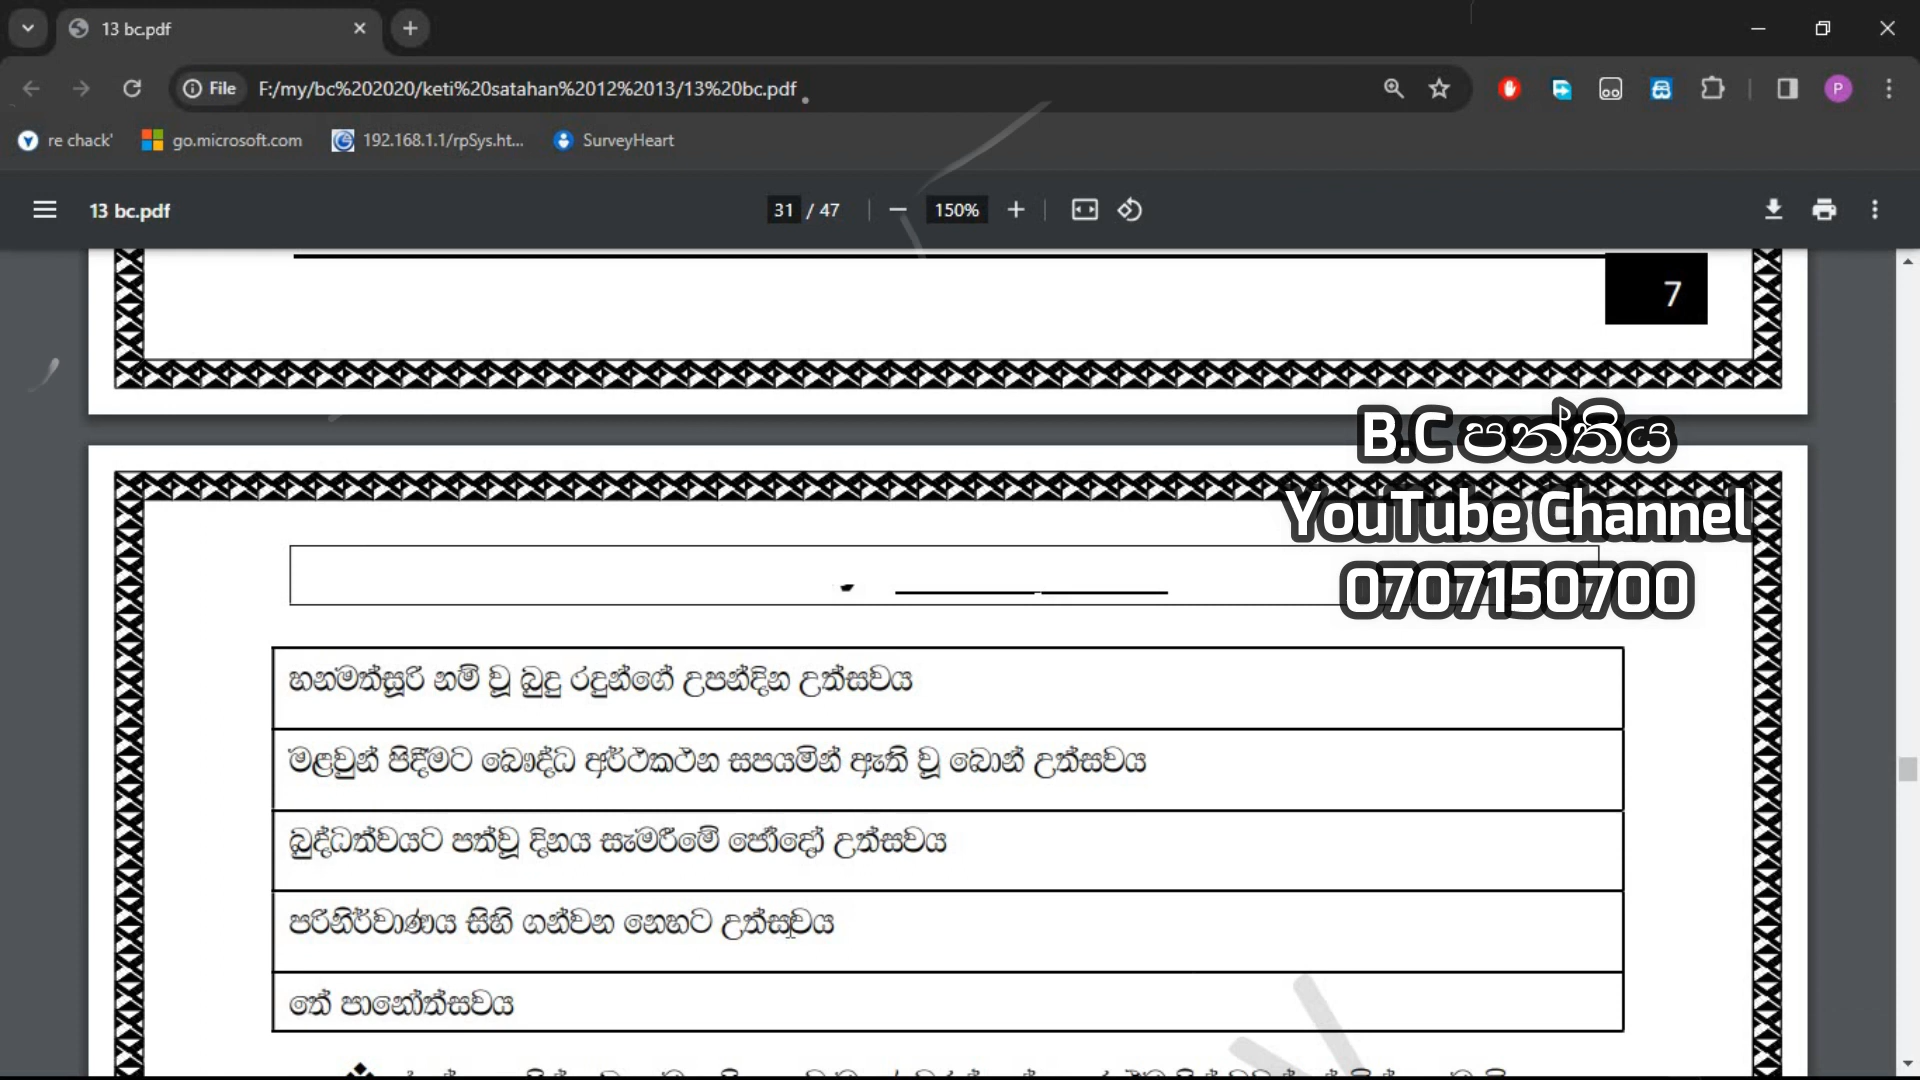 13 bc.pdf
File
F:/my/bc%202020/keti%20satahan%2012%2013/13%20bc.pdf
P
re chack'
go.microsoft.com
192.168.1.1/rpSys.ht...
SurveyHeart
13 bc.pdf
31 / 47
150%
7
B.C පන්තිය
YouTube Channel
0707150700
හනමත්සූරි නම් වූ බුදු රදුන්ගේ උපන්දින උත්සවය
මළවුන් පිදීමට බෞද්ධ අර්ථකථන සපයමින් ඇති වූ බොන් උත්සවය
බුද්ධත්වයට පත්වූ දිනය සැමරීමේ ජෝදෝ උත්සවය
පරිනිර්වාණය සිහි ගන්වන නෙහට උත්සවය
තේ පානෝත්සවය